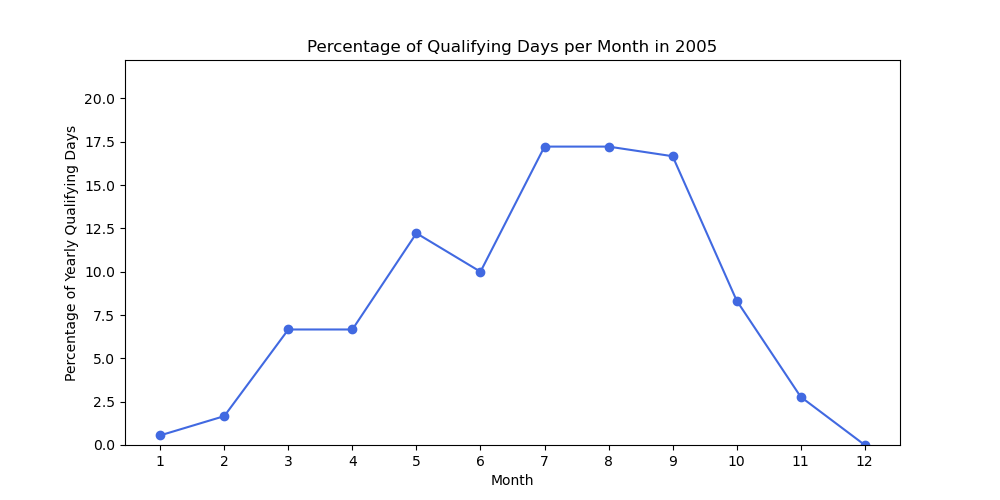 Percentage of Qualifying Days per Month in 2005
Percentage of Yearly Qualifying Days
20.0
17.5
15.0
12.5
10.0
7.5
5.0
2.5
0.0
1 2 3 4 5 6 7 8 9 10 11 12
Month